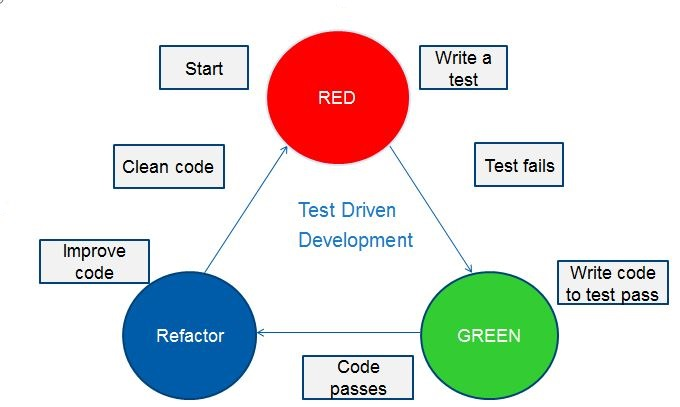 Start
RED
Write a
test
Clean code
Test fails
Test Driven
Development
Improve
code
Write code
to test pass
Refactor
GREEN
Code
passes